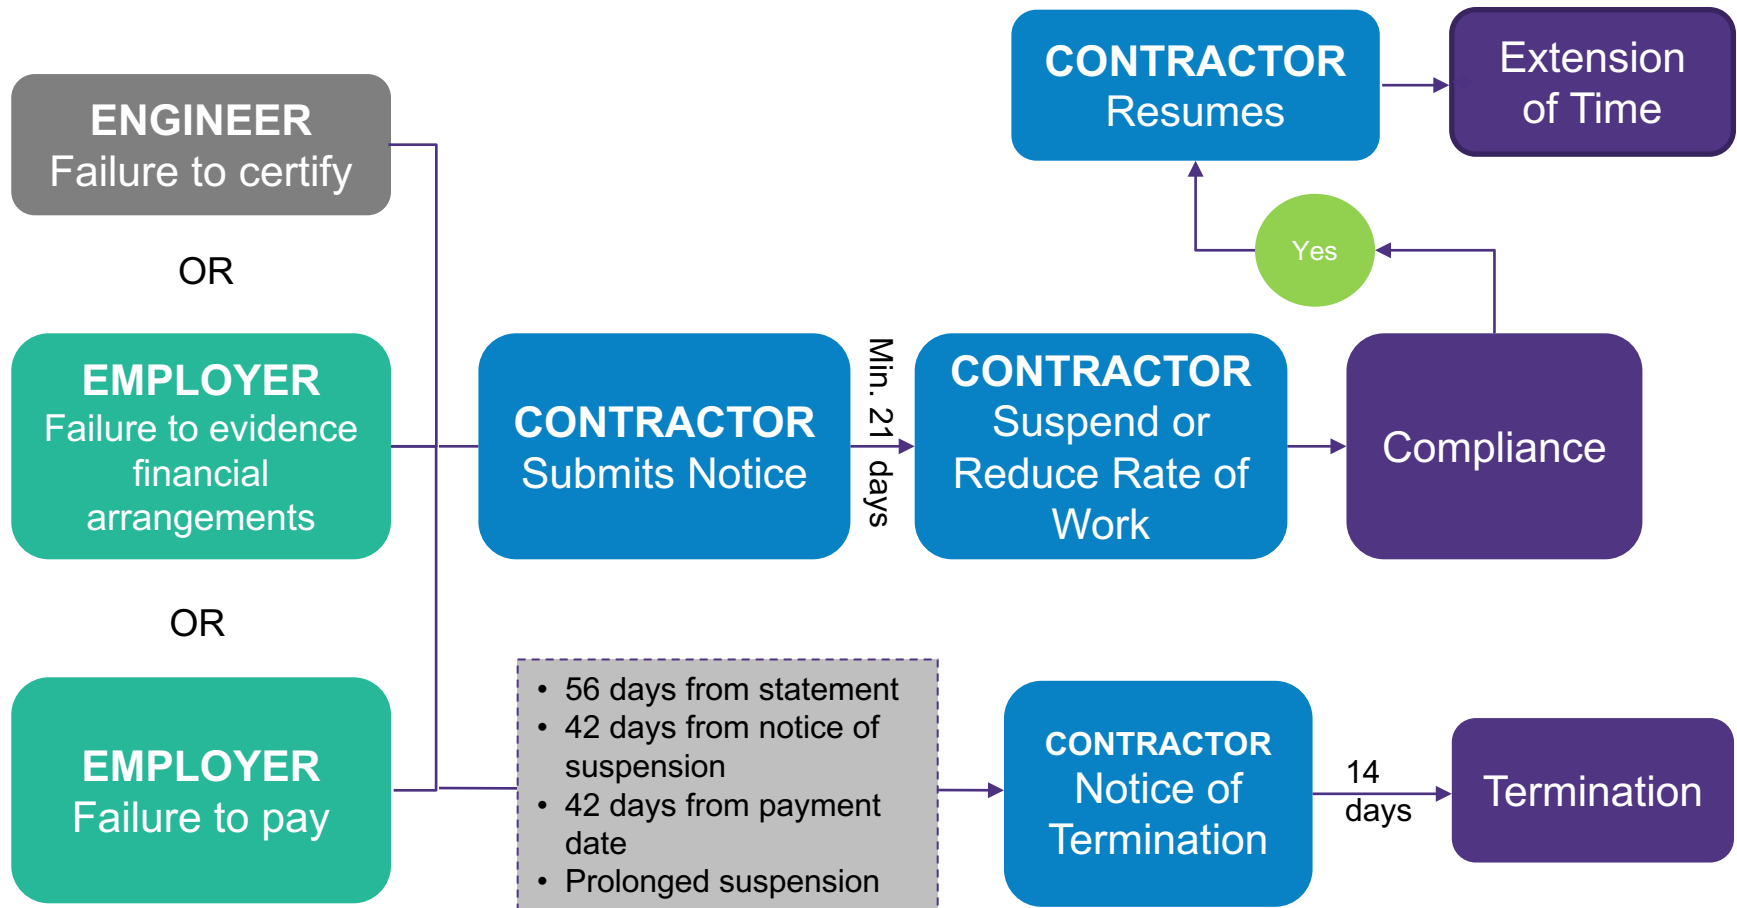 ENGINEER
Failure to certify
OR
EMPLOYER
Failure to evidence
financial
arrangements
OR
EMPLOYER
Failure to pay
CONTRACTOR
Submits Notice
Min. 21 days
CONTRACTOR
Suspend or
Reduce Rate of
Work
Compliance
Yes
CONTRACTOR
Resumes
Extension
of Time
• 56 days from statement
• 42 days from notice of
suspension
• 42 days from payment
date
• Prolonged suspension
CONTRACTOR
Notice of
Termination
14
days
Termination